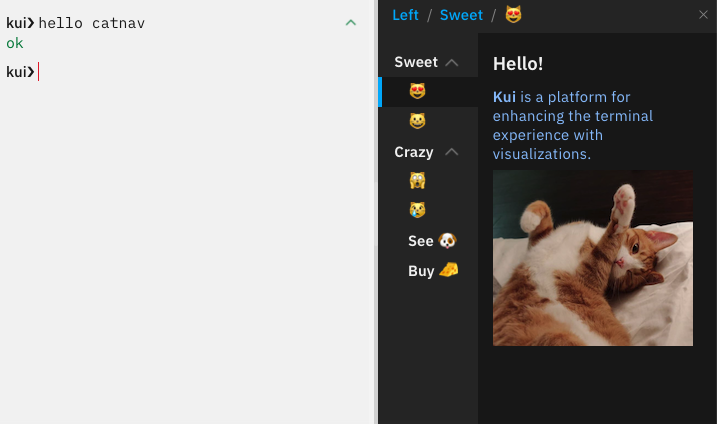 kui❯ hello catnav
ok
kui❯
Left / Sweet / 😻
Sweet
😻
😺
Crazy
🙀
😿
See 🐶
Buy 🧀
Hello!
Kui is a platform for
enhancing the terminal
experience with
visualizations.